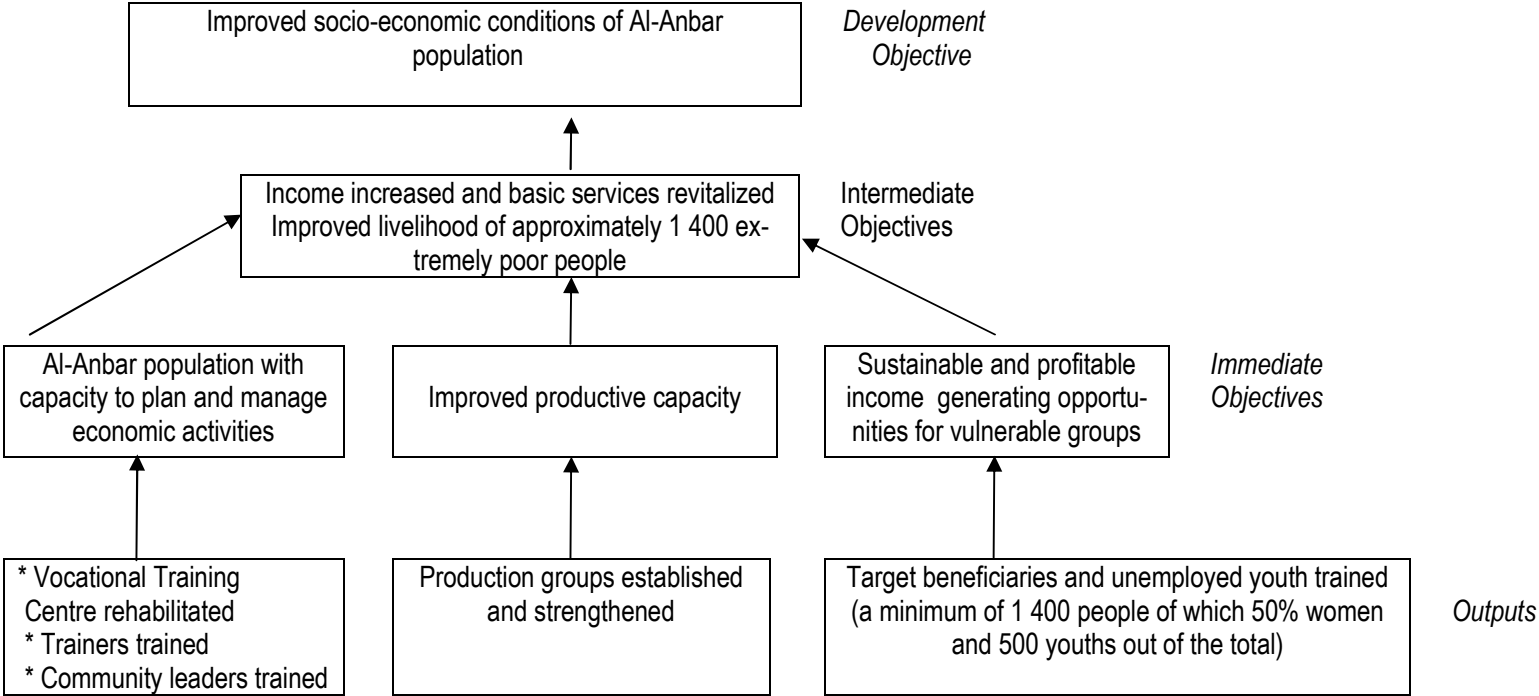 Improved socio-economic conditions of Al-Anbar
population
Development
Objective
Income increased and basic services revitalized
Improved livelihood of approximately 1 400 ex-
tremely poor people
Intermediate
Objectives
Al-Anbar population with
capacity to plan and manage
economic activities
Improved productive capacity
Sustainable and profitable
income generating opportu-
nities for vulnerable groups
Immediate
Objectives
* Vocational Training
Centre rehabilitated
* Trainers trained
* Community leaders trained
Production groups established
and strengthened
Target beneficiaries and unemployed youth trained
(a minimum of 1 400 people of which 50% women
and 500 youths out of the total)
Outputs